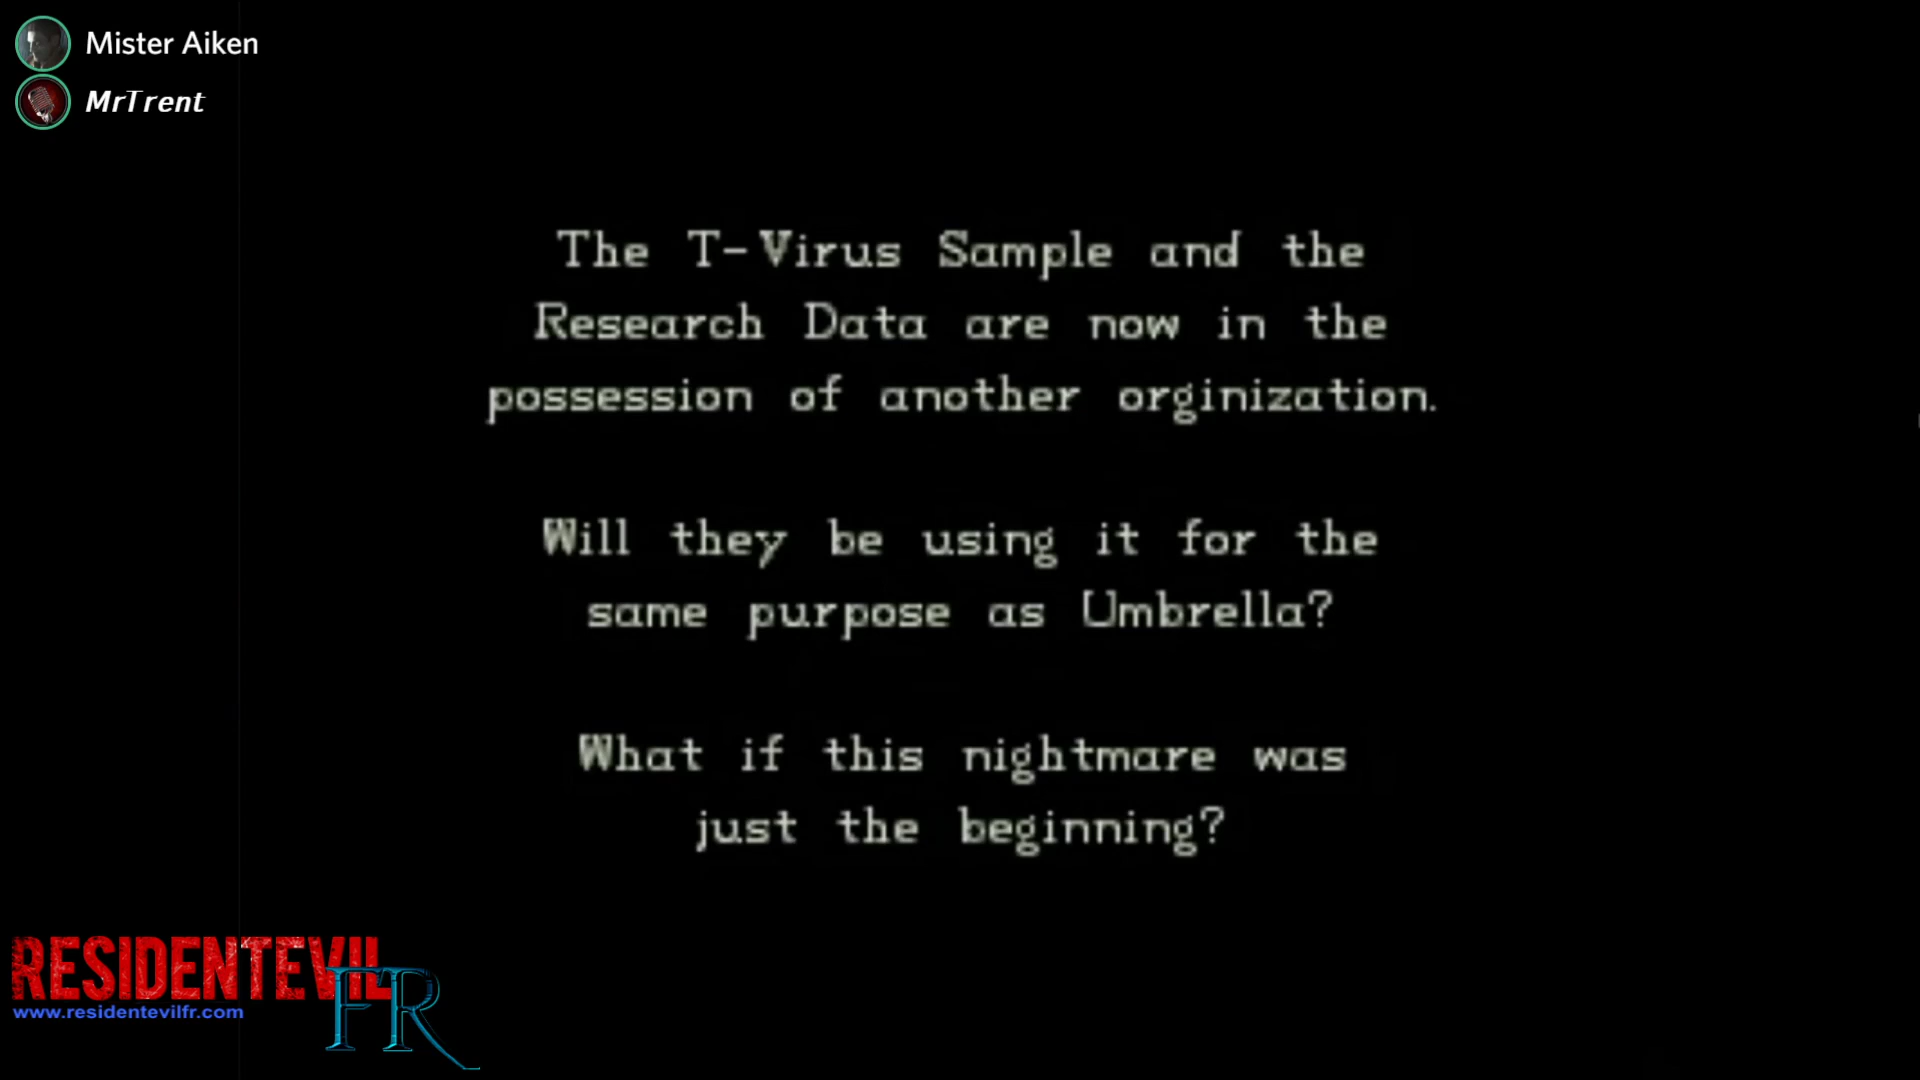 Mister Aiken
MrTrent
The T-Virus Sample and the
Research Data are now in the
possession of another orginization.
Will they be using it for the
same purpose as Umbrella?
What if this nightmare was
just the beginning?
RESIDENTEVIL
FR
www.residentevilfr.com